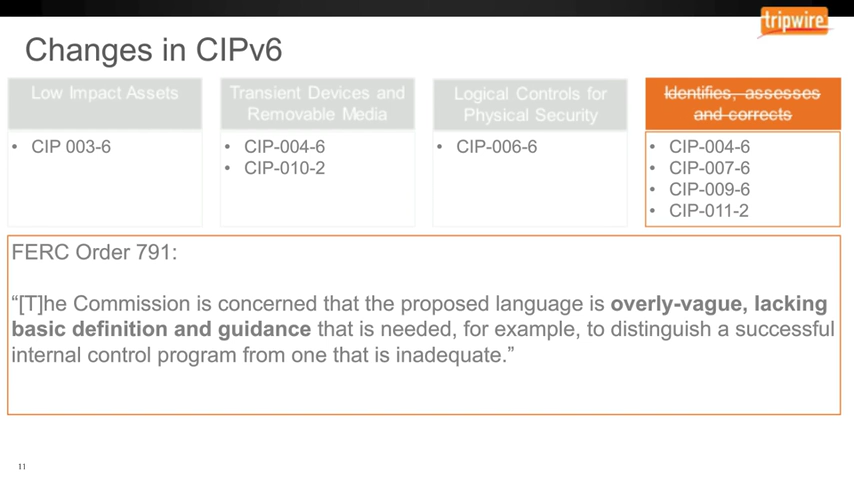 tripwire
Changes in CIPv6
Low Impact Assets
• CIP 003-6
Transient Devices and
Removable Media
• CIP-004-6
• CIP-010-2
Logical Controls for
Physical Security
• CIP-006-6
Identifies, assesses
and corrects
• CIP-004-6
• CIP-007-6
• CIP-009-6
• CIP-011-2
FERC Order 791:
“[T]he Commission is concerned that the proposed language is overly-vague, lacking
basic definition and guidance that is needed, for example, to distinguish a successful
internal control program from one that is inadequate.”
11